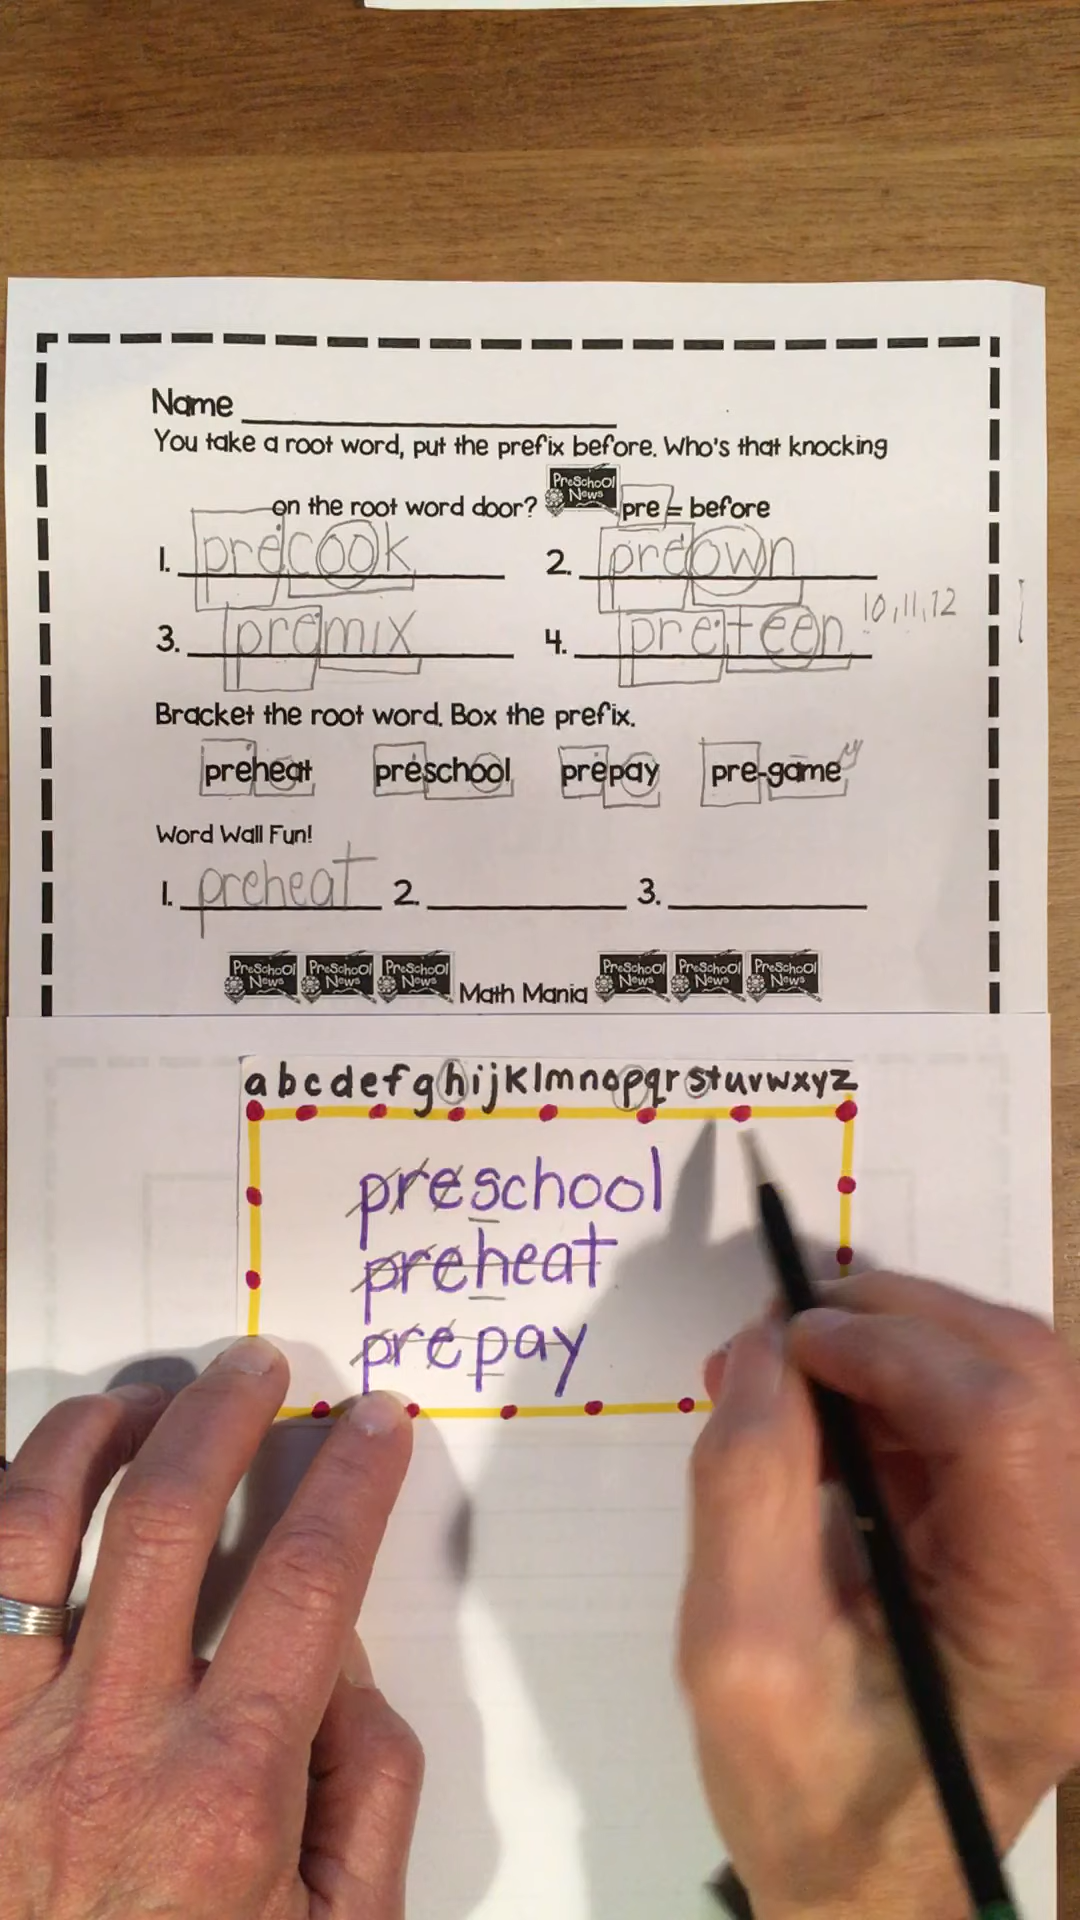 Name
You take a root word, put the prefix before. Who's that knocking
on the root word door? PreSchoOl News pre = before
1. precook 2. preown
3. premix 4. preteen 10, 11, 12
Bracket the root word. Box the prefix.
preheat preschool prepay pre-game
Word Wall Fun!
1. preheat 2. 3.
PreSchoOl News PreSchoOl News PreSchoOl News Math Mania PreSchoOl News PreSchoOl News PreSchoOl News
abcdefghijklmnopqrstuvwxyz
preschool
preheat
prepay